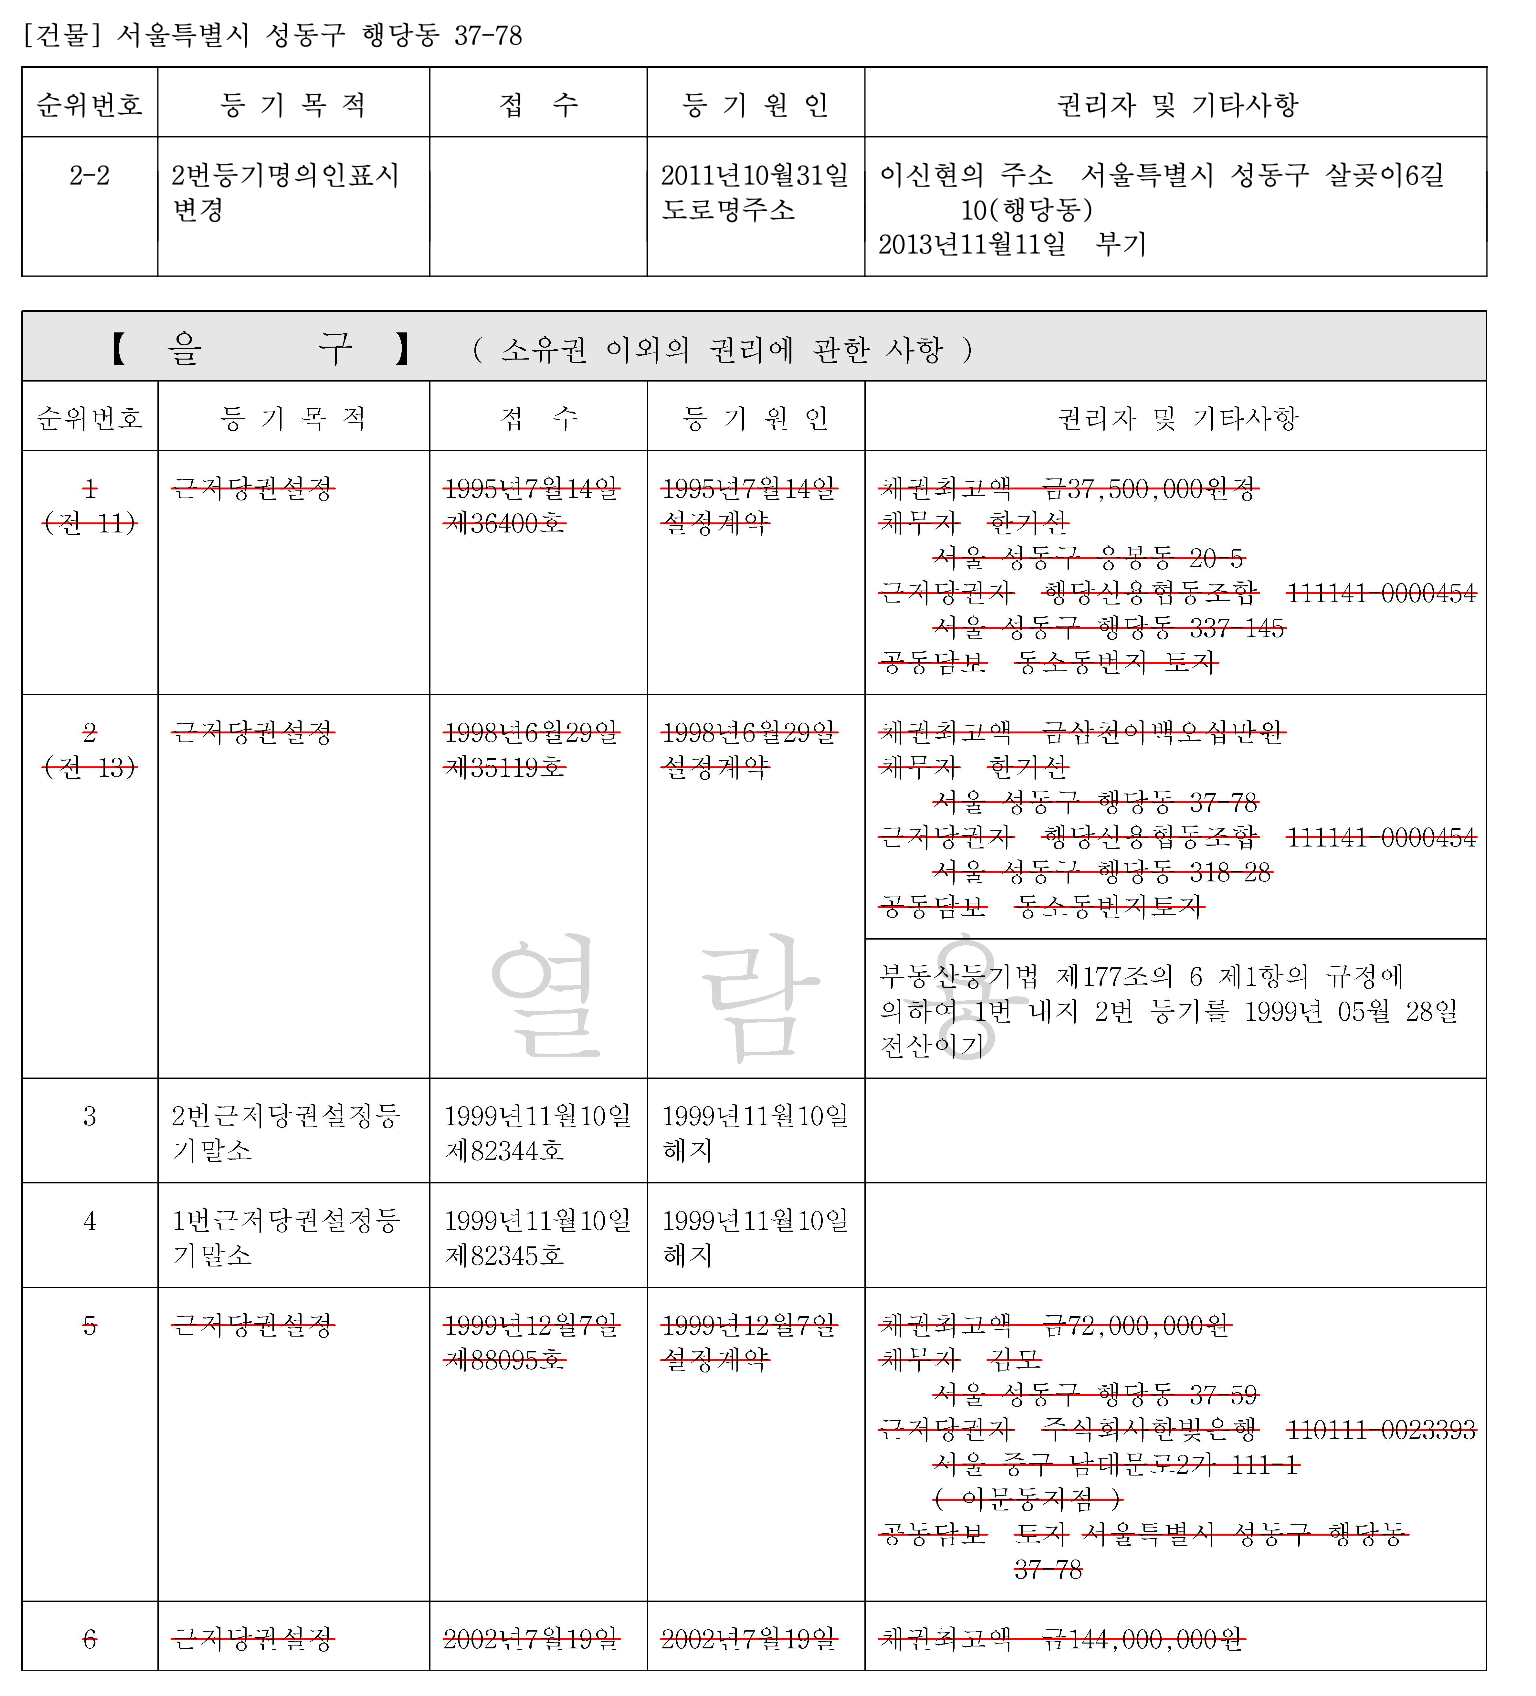 [건물] 서울특별시 성동구 행당동 37-78
순위번호 등 기 목 적 접 수 등 기 원 인 권리자 및 기타사항
2-2 2번등기명의인표시 2011년10월31일 이신현의 주소 서울특별시 성동구 살곶이6길
변경 도로명주소 10(행당동)
2013년11월11일 부기
【 을 구 】 ( 소유권 이외의 권리에 관한 사항 )
순위번호 등 기 목 적 접 수 등 기 원 인 권리자 및 기타사항
1 근저당권설정 1995년7월14일 1995년7월14일 채권최고액 금37,500,000원정
(전 11) 제36400호 설정계약 채무자 한기선
서울 성동구 응봉동 20-5
근저당권자 행당신용협동조합 111141-0000454
서울 성동구 행당동 337-145
공동담보 동소동번지 토지
2 근저당권설정 1998년6월29일 1998년6월29일 채권최고액 금삼천이백오십만원
(전 13) 제35119호 설정계약 채무자 한기선
서울 성동구 행당동 37-78
근저당권자 행당신용협동조합 111141-0000454
서울 성동구 행당동 318-28
공동담보 동소동번지토지
열 람 용
부동산등기법 제177조의 6 제1항의 규정에
의하여 1번 내지 2번 등기를 1999년 05월 28일
전산이기
3 2번근저당권설정등 1999년11월10일 1999년11월10일
기말소 제82344호 해지
4 1번근저당권설정등 1999년11월10일 1999년11월10일
기말소 제82345호 해지
5 근저당권설정 1999년12월7일 1999년12월7일 채권최고액 금72,000,000원
제88095호 설정계약 채무자 김모
서울 성동구 행당동 37-59
근저당권자 주식회사한빛은행 110111-0023393
서울 중구 남대문로2가 111-1
( 이문동지점 )
공동담보 토지 서울특별시 성동구 행당동
37-78
6 근저당권설정 2002년7월19일 2002년7월19일 채권최고액 금144,000,000원